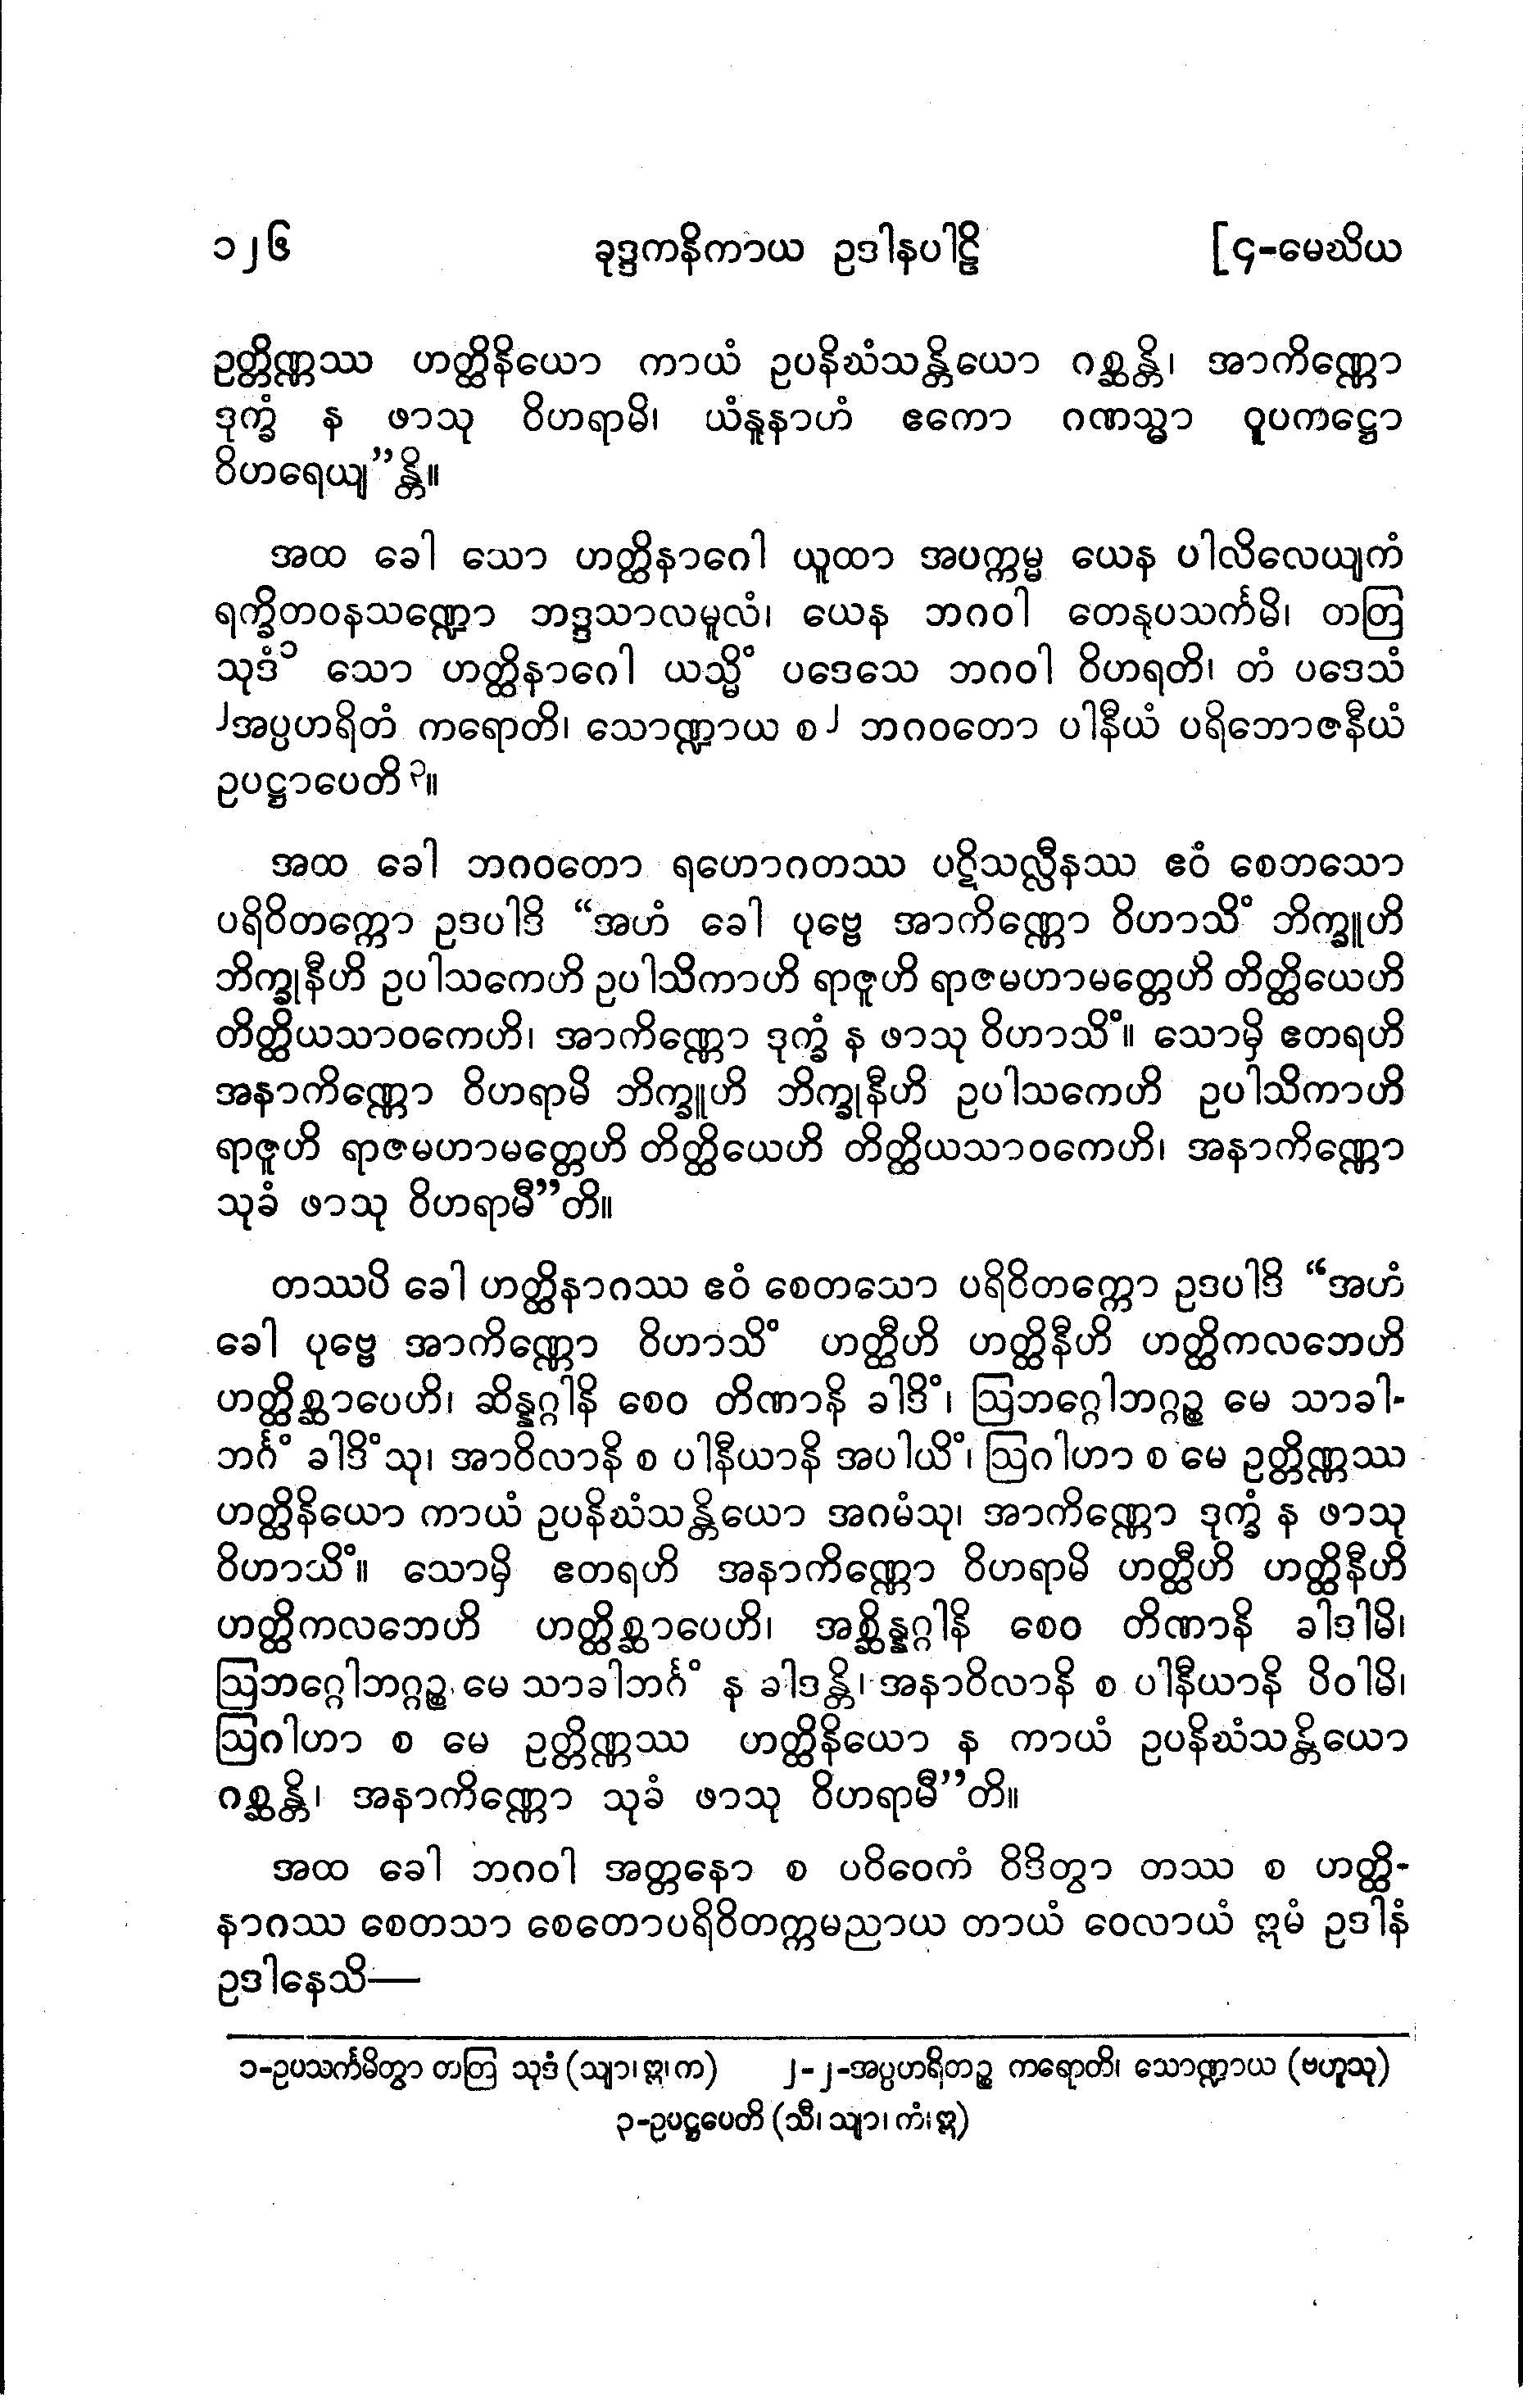 ၁၂၆ ခုဒ္ဒကနိကာယ ဥဒါနပါဠိ [၄-မေဃိယ
ဥတ္တိဏ္ဏဿ ဟတ္ထိနိယော ကာယံ ဥပနိဃံသန္တိယော ဂစ္ဆန္တိ၊ အာကိဏ္ဏော
ဒုက္ခံ န ဖာသု ဝိဟရာမိ၊ ယံနူနာဟံ ဧကော ဂဏသ္မာ ဝူပကဋ္ဌော
ဝိဟရေယျ”န္တိ။
အထ ခေါ သော ဟတ္ထိနာဂေါ ယူထာ အပက္ကမ္မ ယေန ပါလိလေယျကံ
ရက္ခိတဝနသဏ္ဍော ဘဒ္ဒသာလမူလံ၊ ယေန ဘဂဝါ တေနုပသင်္ကမိ၊ တတြ
သုဒံ၁ သော ဟတ္ထိနာဂေါ ယသ္မိံ ပဒေသေ ဘဂဝါ ဝိဟရတိ၊ တံ ပဒေသံ
၂အပ္ပဟရိတံ ကရောတိ၊ သောဏ္ဍာယ စ၂ ဘဂဝတော ပါနီယံ ပရိဘောဇနီယံ
ဥပဋ္ဌာပေတိ၃။
အထ ခေါ ဘဂဝတော ရဟောဂတဿ ပဋိသလ္လီနဿ ဧဝံ စေဘသော
ပရိဝိတက္ကော ဥဒပါဒိ “အဟံ ခေါ ပုဗ္ဗေ အာကိဏ္ဏော ဝိဟာသိံ ဘိက္ခူဟိ
ဘိက္ခုနီဟိ ဥပါသကေဟိ ဥပါသိကာဟိ ရာဇူဟိ ရာဇမဟာမတ္တေဟိ တိတ္ထိယေဟိ
တိတ္ထိယသာဝကေဟိ၊ အာကိဏ္ဏော ဒုက္ခံ န ဖာသု ဝိဟာသိံ။ သောမှိ ဧတရဟိ
အနာကိဏ္ဏော ဝိဟရာမိ ဘိက္ခူဟိ ဘိက္ခုနီဟိ ဥပါသကေဟိ ဥပါသိကာဟိ
ရာဇူဟိ ရာဇမဟာမတ္တေဟိ တိတ္ထိယေဟိ တိတ္ထိယသာဝကေဟိ၊ အနာကိဏ္ဏော
သုခံ ဖာသု ဝိဟရာမီ”တိ။
တဿပိ ခေါ ဟတ္ထိနာဂဿ ဧဝံ စေတသော ပရိဝိတက္ကော ဥဒပါဒိ “အဟံ
ခေါ ပုဗ္ဗေ အာကိဏ္ဏော ဝိဟာသိံ ဟတ္ထီဟိ ဟတ္ထိနီဟိ ဟတ္ထိကလဘေဟိ
ဟတ္ထိစ္ဆာပေဟိ၊ ဆိန္နဂ္ဂါနိ စေဝ တိဏာနိ ခါဒိံ၊ ဩဘဂ္ဂေါဘဂ္ဂဉ္စ မေ သာခါ-
ဘင်္ဂံ ခါဒိံသု၊ အာဝိလာနိ စ ပါနီယာနိ အပါယိံ၊ ဩဂါဟာ စ မေ ဥတ္တိဏ္ဏဿ
ဟတ္ထိနိယော ကာယံ ဥပနိဃံသန္တိယော အဂမံသု၊ အာကိဏ္ဏော ဒုက္ခံ န ဖာသု
ဝိဟာသိံ။ သောမှိ ဧတရဟိ အနာကိဏ္ဏော ဝိဟရာမိ ဟတ္ထီဟိ ဟတ္ထိနီဟိ
ဟတ္ထိကလဘေဟိ ဟတ္ထိစ္ဆာပေဟိ၊ အစ္ဆိန္နဂ္ဂါနိ စေဝ တိဏာနိ ခါဒါမိ၊
ဩဘဂ္ဂေါဘဂ္ဂဉ္စ မေ သာခါဘင်္ဂံ န ခါဒန္တိ၊ အနာဝိလာနိ စ ပါနီယာနိ ပိဝါမိ၊
ဩဂါဟာ စ မေ ဥတ္တိဏ္ဏဿ ဟတ္ထိနိယော န ကာယံ ဥပနိဃံသန္တိယော
ဂစ္ဆန္တိ၊ အနာကိဏ္ဏော သုခံ ဖာသု ဝိဟရာမီ”တိ။
အထ ခေါ ဘဂဝါ အတ္တနော စ ပဝိဝေကံ ဝိဒိတွာ တဿ စ ဟတ္ထိ-
နာဂဿ စေတသာ စေတောပရိဝိတက္ကမညာယ တာယံ ဝေလာယံ ဣမံ ဥဒါနံ
ဥဒါနေသိ—
၁-ဥပသင်္ကမိတွာ တတြ သုဒံ (သျာ၊ ဣ၊ က) ၂-၂-အပ္ပဟရိတဉ္စ ကရောတိ၊ သောဏ္ဍာယ (ဗဟူသု)
၃-ဥပဋ္ဌပေတိ (သီ၊ သျာ၊ ကံ၊ ဣ)